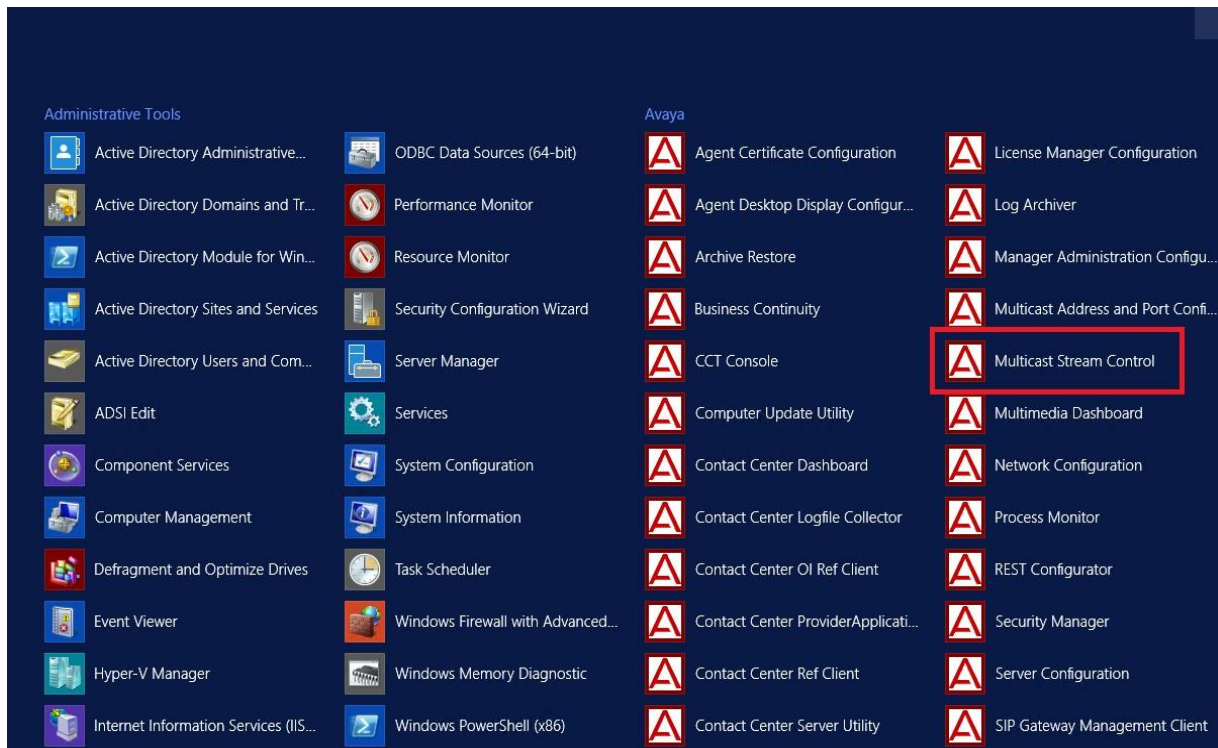 Administrative Tools
Active Directory Administrative...
Active Directory Domains and Tr...
Active Directory Module for Win...
Active Directory Sites and Services
Active Directory Users and Com...
ADSI Edit
Component Services
Computer Management
Defragment and Optimize Drives
Event Viewer
Hyper-V Manager
Internet Information Services (IIS...
ODBC Data Sources (64-bit)
Performance Monitor
Resource Monitor
Security Configuration Wizard
Server Manager
Services
System Configuration
System Information
Task Scheduler
Windows Firewall with Advanced...
Windows Memory Diagnostic
Windows PowerShell (x86)
Avaya
Agent Certificate Configuration
Agent Desktop Display Configur...
Archive Restore
Business Continuity
CCT Console
Computer Update Utility
Contact Center Dashboard
Contact Center Logfile Collector
Contact Center OI Ref Client
Contact Center ProviderApplicati...
Contact Center Ref Client
Contact Center Server Utility
License Manager Configuration
Log Archiver
Manager Administration Configu...
Multicast Address and Port Confi...
Multicast Stream Control
Multimedia Dashboard
Network Configuration
Process Monitor
REST Configurator
Security Manager
Server Configuration
SIP Gateway Management Client